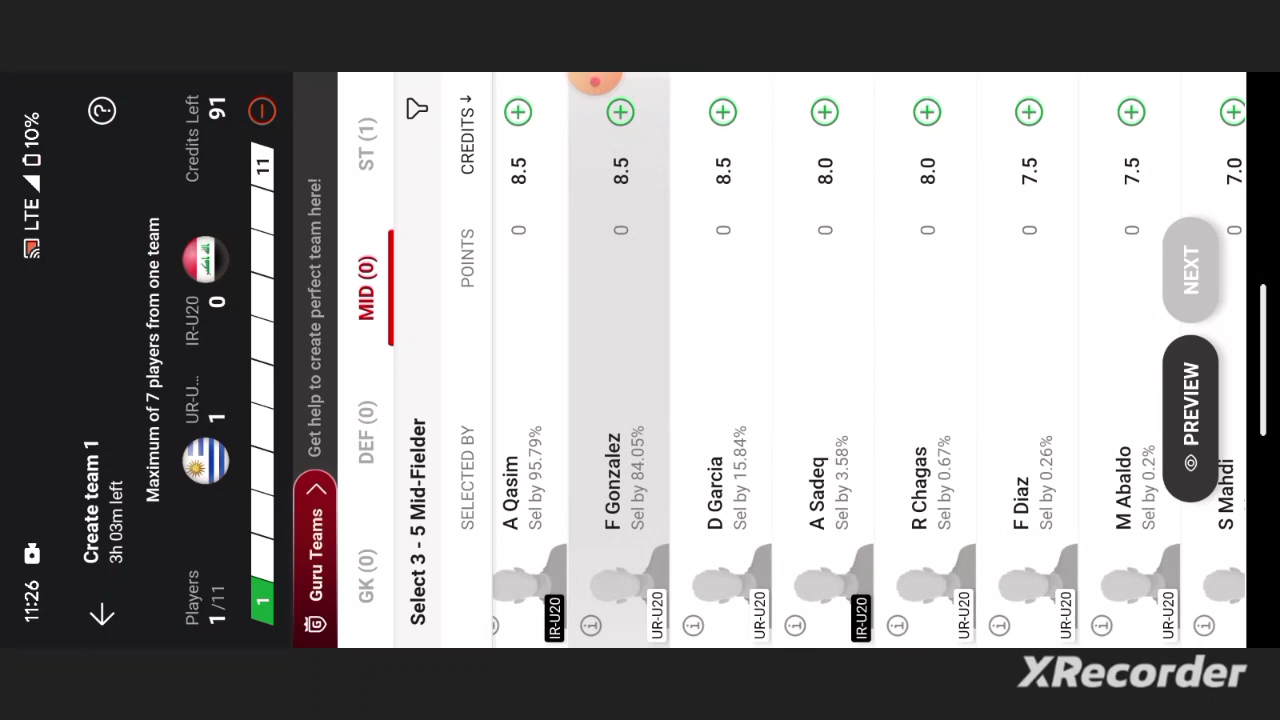 11:26
LTE 10%
Create team 1
3h 03m left
Maximum of 7 players from one team
Players UR-U... IR-U20 Credits Left
1/11 1 0 91
1 11
Guru Teams Get help to create perfect team here!
GK (0) DEF (0) MID (0) ST (1)
Select 3 - 5 Mid-Fielder
SELECTED BY POINTS CREDITS
A Qasim 0 8.5
Sel by 95.79%
IR-U20
F Gonzalez 0 8.5
Sel by 84.05%
UR-U20
D Garcia 0 8.5
Sel by 15.84%
UR-U20
A Sadeq 0 8.0
Sel by 3.58%
IR-U20
R Chagas 0 8.0
Sel by 0.67%
UR-U20
F Diaz 0 7.5
Sel by 0.26%
UR-U20
M Abaldo 0 7.5
Sel by 0.2%
UR-U20
PREVIEW NEXT
S Mahdi 0 7.0
XRecorder